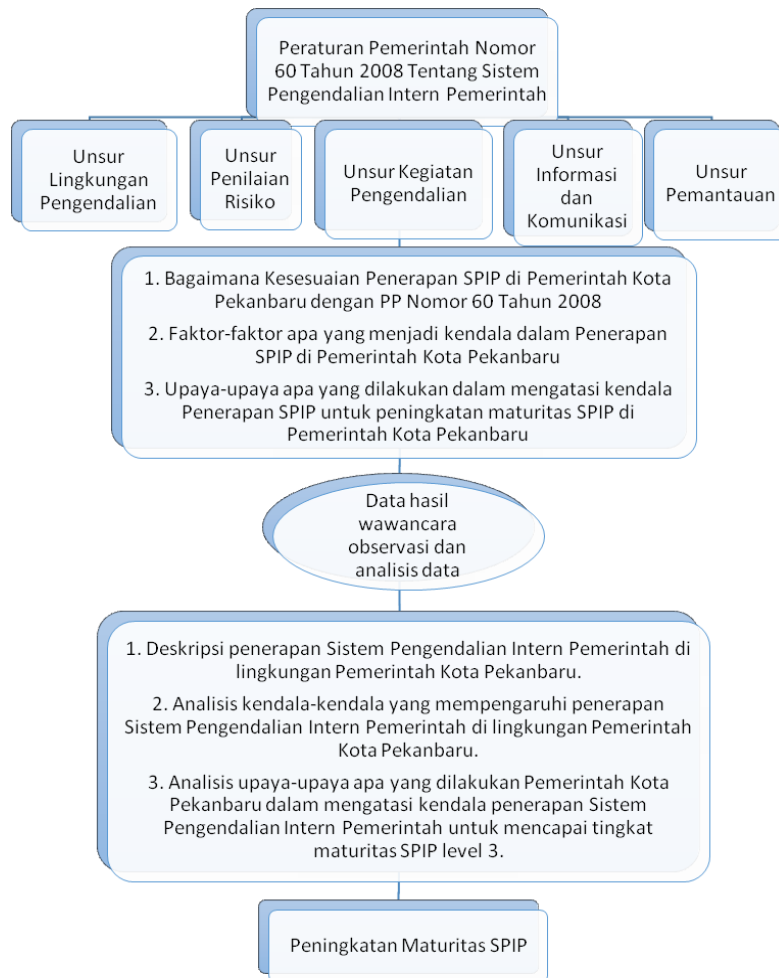 Peraturan Pemerintah Nomor
60 Tahun 2008 Tentang Sistem
Pengendalian Intern Pemerintah
Unsur
Lingkungan
Pengendalian
Unsur
Penilaian
Risiko
Unsur Kegiatan
Pengendalian
Unsur
Informasi
dan
Komunikasi
Unsur
Pemantauan
1. Bagaimana Kesesuaian Penerapan SPIP di Pemerintah Kota
Pekanbaru dengan PP Nomor 60 Tahun 2008
2. Faktor-faktor apa yang menjadi kendala dalam Penerapan
SPIP di Pemerintah Kota Pekanbaru
3. Upaya-upaya apa yang dilakukan dalam mengatasi kendala
Penerapan SPIP untuk peningkatan maturitas SPIP di
Pemerintah Kota Pekanbaru
Data hasil
wawancara
observasi dan
analisis data
1. Deskripsi penerapan Sistem Pengendalian Intern Pemerintah di
lingkungan Pemerintah Kota Pekanbaru.
2. Analisis kendala-kendala yang mempengaruhi penerapan
Sistem Pengendalian Intern Pemerintah di lingkungan Pemerintah
Kota Pekanbaru.
3. Analisis upaya-upaya apa yang dilakukan Pemerintah Kota
Pekanbaru dalam mengatasi kendala penerapan Sistem
Pengendalian Intern Pemerintah untuk mencapai tingkat
maturitas SPIP level 3.
Peningkatan Maturitas SPIP